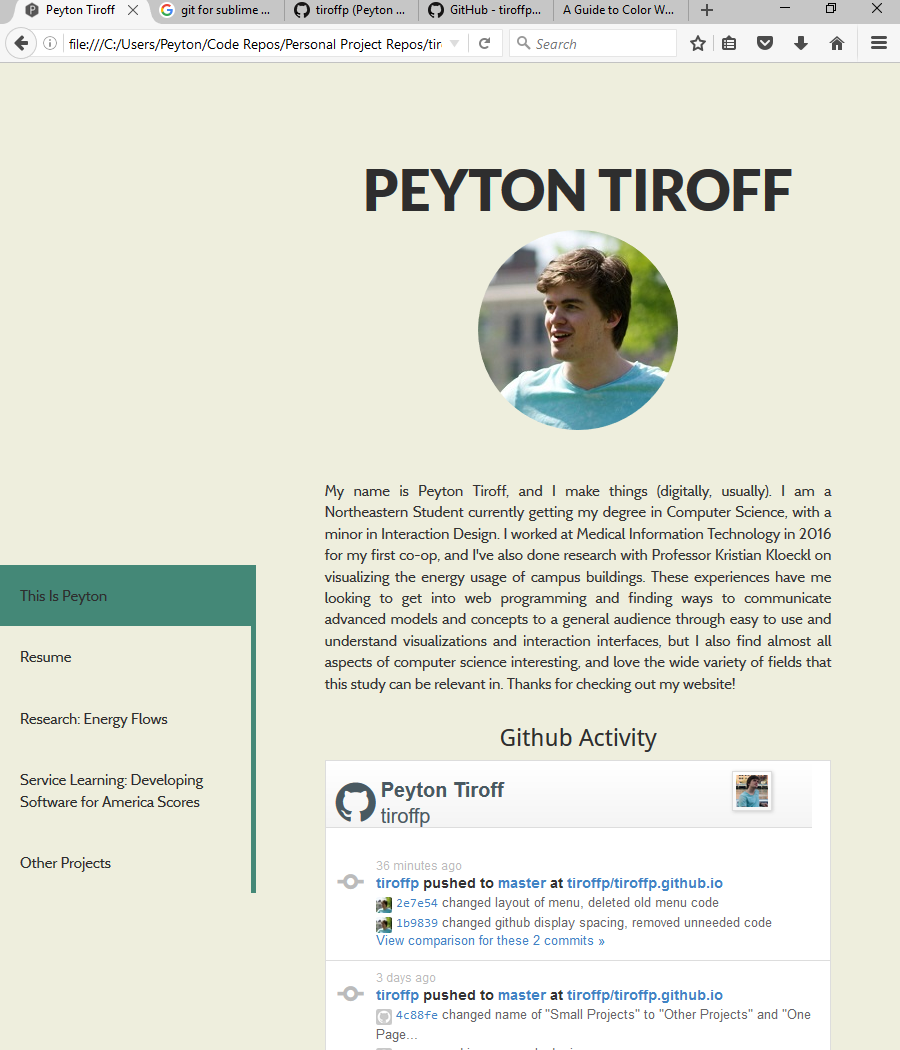 Peyton Tiroff
git for sublime ...
tiroffp (Peyton ...
GitHub - tiroffp...
A Guide to Color W...
file:///C:/Users/Peyton/Code Repos/Personal Project Repos/tir
Search
PEYTON TIROFF
My name is Peyton Tiroff, and I make things (digitally, usually). I am a
Northeastern Student currently getting my degree in Computer Science, with a
minor in Interaction Design. I worked at Medical Information Technology in 2016
for my first co-op, and I've also done research with Professor Kristian Kloeckl on
visualizing the energy usage of campus buildings. These experiences have me
looking to get into web programming and finding ways to communicate
advanced models and concepts to a general audience through easy to use and
understand visualizations and interaction interfaces, but I also find almost all
aspects of computer science interesting, and love the wide variety of fields that
this study can be relevant in. Thanks for checking out my website!
This Is Peyton
Resume
Research: Energy Flows
Service Learning: Developing
Software for America Scores
Other Projects
Github Activity
Peyton Tiroff
tiroffp
36 minutes ago
tiroffp pushed to master at tiroffp/tiroffp.github.io
2e7e54 changed layout of menu, deleted old menu code
1b9839 changed github display spacing, removed unneeded code
View comparison for these 2 commits »
3 days ago
tiroffp pushed to master at tiroffp/tiroffp.github.io
4c88fe changed name of "Small Projects" to "Other Projects" and "One
Page...